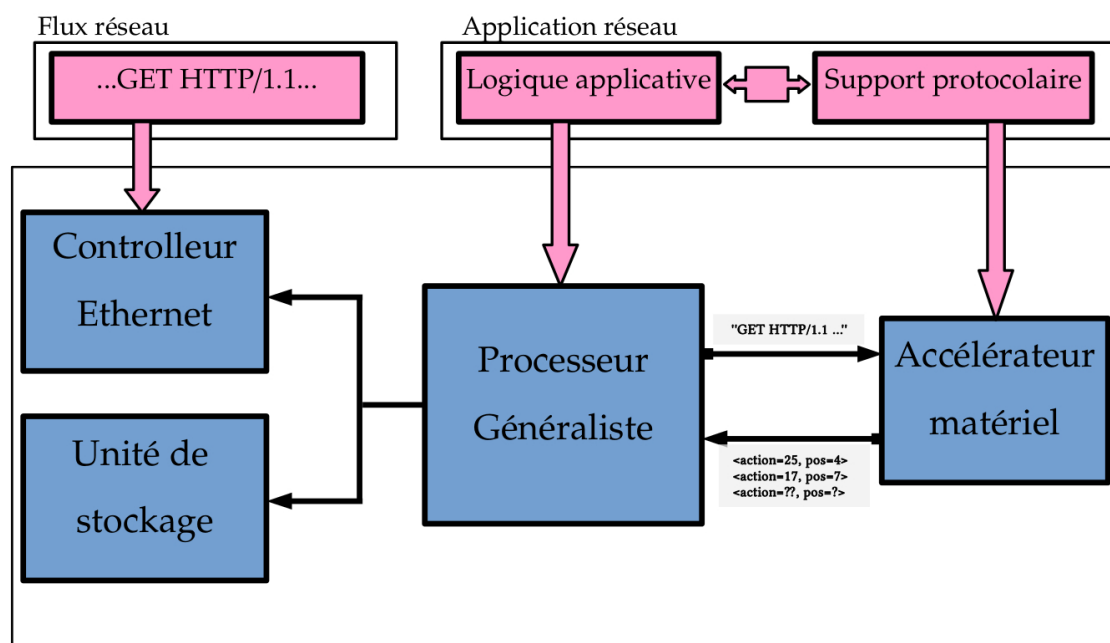 Flux réseau
Application réseau
...GET HTTP/1.1...
Logique applicative
Support protocolaire
Controlleur
Ethernet
Processeur
Généraliste
"GET HTTP/1.1 ..."
Accélérateur
matériel
<action=25, pos=4>
<action=17, pos=7>
<action=??, pos=?>
Unité de
stockage